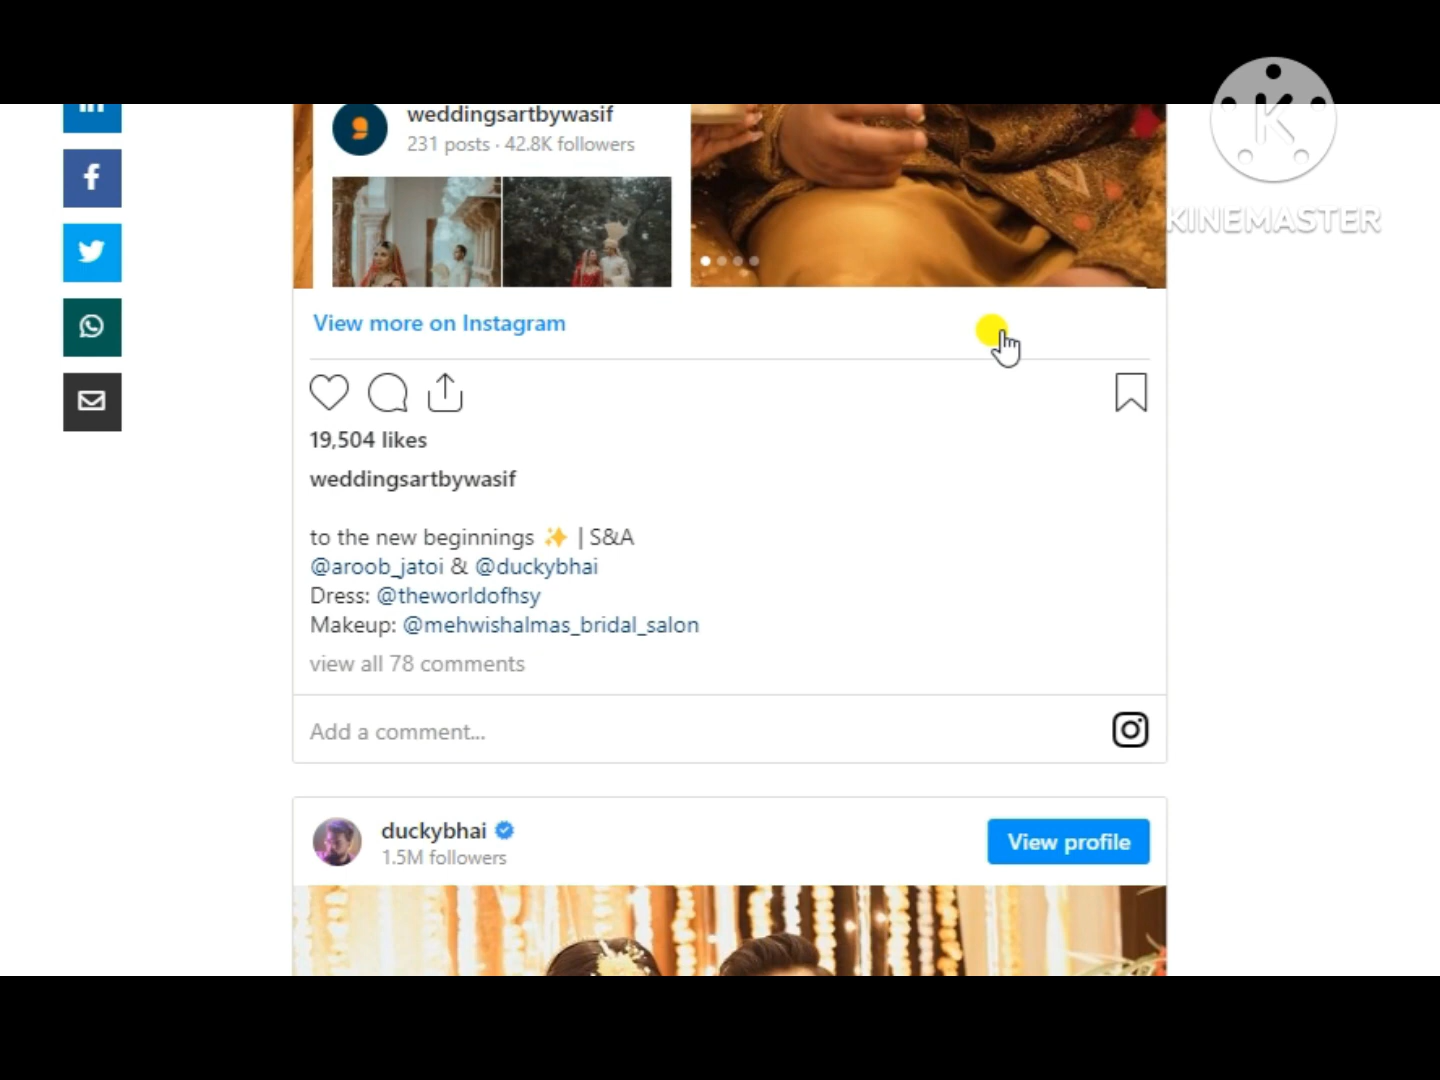 weddingsartbywasif
231 posts · 42.8K followers
KINEMASTER
View more on Instagram
19,504 likes
weddingsartbywasif
to the new beginnings ✨ | S&A
@aroob_jatoi & @duckybhai
Dress: @theworldofhsy
Makeup: @mehwishalmas_bridal_salon
view all 78 comments
Add a comment...
duckybhai
1.5M followers
View profile